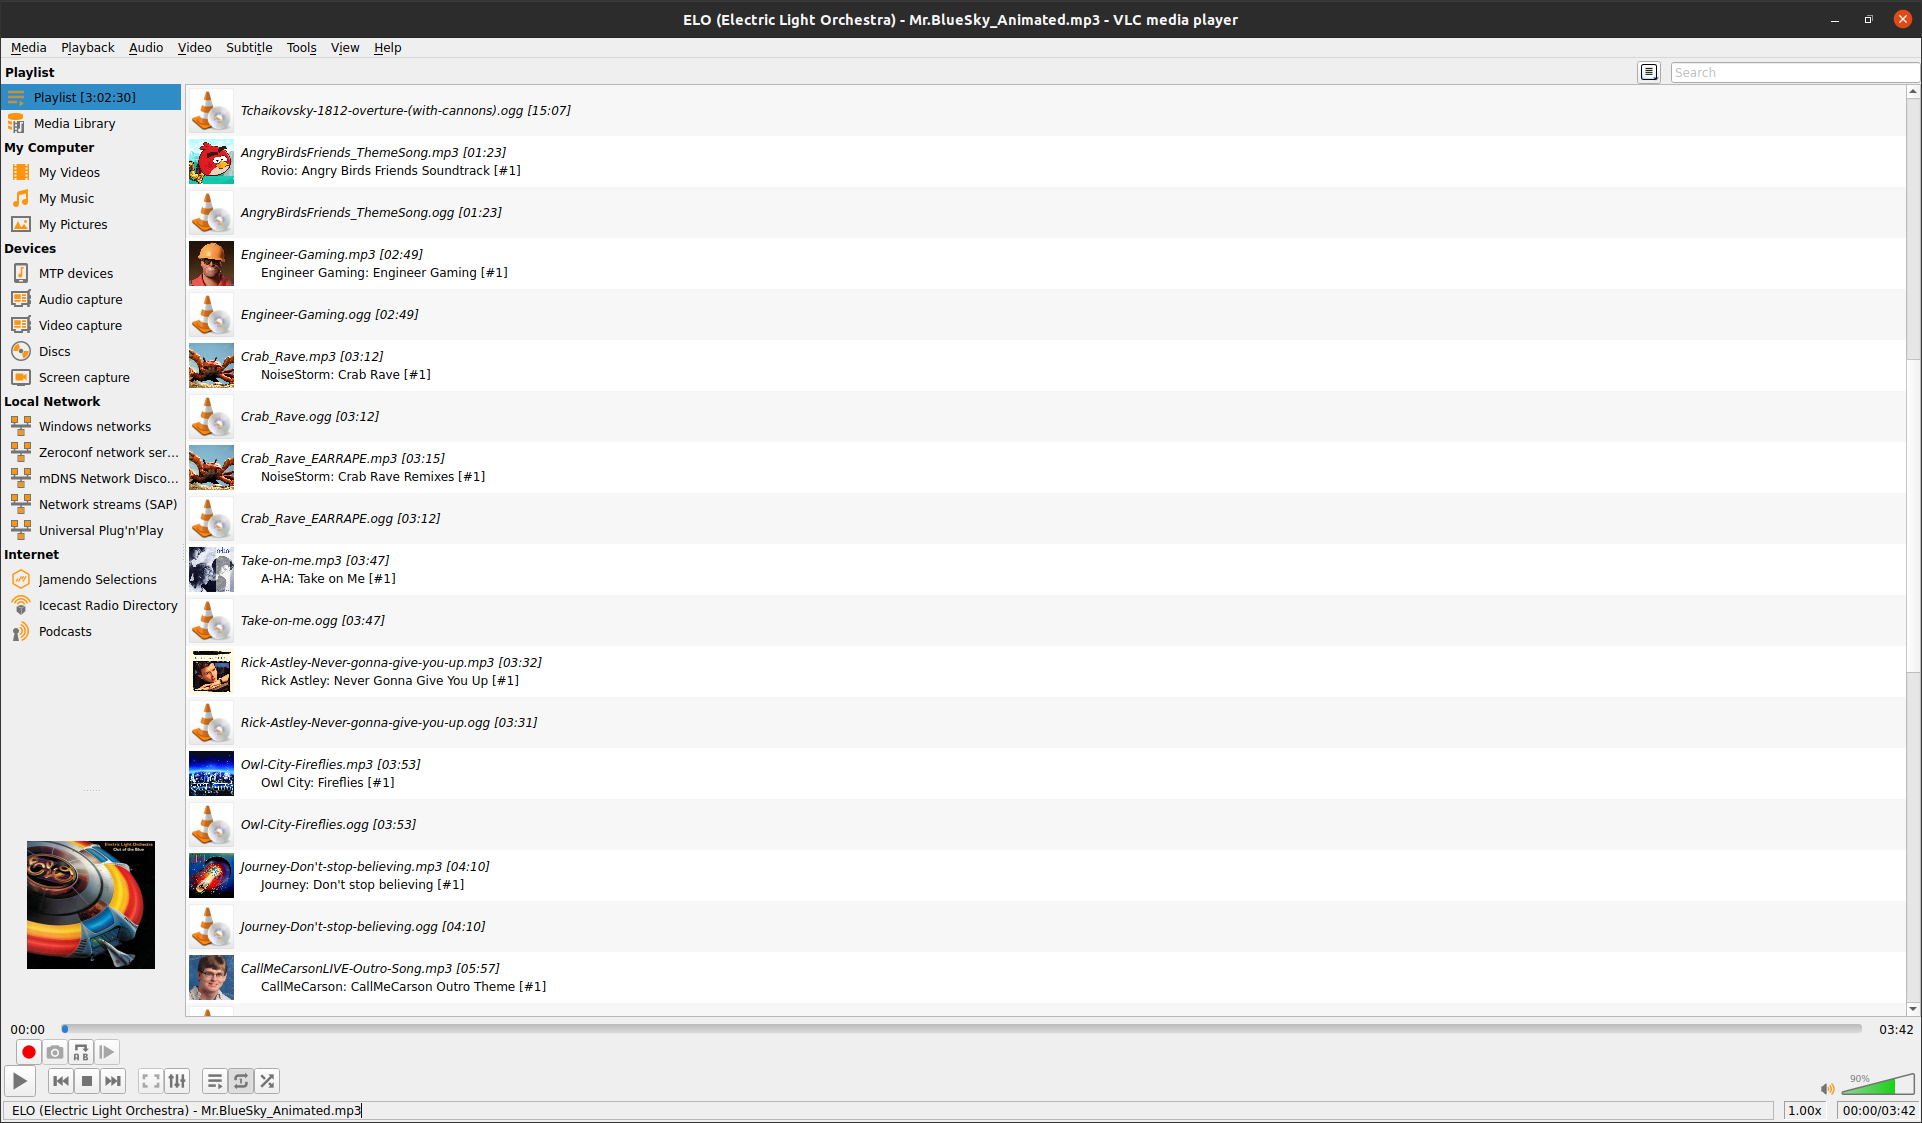 ELO (Electric Light Orchestra) - Mr.BlueSky_Animated.mp3 - VLC media player
Media Playback Audio Video Subtitle Tools View Help
Playlist
Search
Playlist [3:02:30]
Media Library
My Computer
My Videos
My Music
My Pictures
Devices
MTP devices
Audio capture
Video capture
Discs
Screen capture
Local Network
Windows networks
Zeroconf network ser...
mDNS Network Disco...
Network streams (SAP)
Universal Plug'n'Play
Internet
Jamendo Selections
Icecast Radio Directory
Podcasts
Electric Light Orchestra
Out of the Blue
Tchaikovsky-1812-overture-(with-cannons).ogg [15:07]
AngryBirdsFriends_ThemeSong.mp3 [01:23]
Rovio: Angry Birds Friends Soundtrack [#1]
AngryBirdsFriends_ThemeSong.ogg [01:23]
Engineer-Gaming.mp3 [02:49]
Engineer Gaming: Engineer Gaming [#1]
Engineer-Gaming.ogg [02:49]
Crab_Rave.mp3 [03:12]
NoiseStorm: Crab Rave [#1]
Crab_Rave.ogg [03:12]
Crab_Rave_EARRAPE.mp3 [03:15]
NoiseStorm: Crab Rave Remixes [#1]
Crab_Rave_EARRAPE.ogg [03:12]
Take-on-me.mp3 [03:47]
A-HA: Take on Me [#1]
Take-on-me.ogg [03:47]
Rick-Astley-Never-gonna-give-you-up.mp3 [03:32]
Rick Astley: Never Gonna Give You Up [#1]
Rick-Astley-Never-gonna-give-you-up.ogg [03:31]
Owl-City-Fireflies.mp3 [03:53]
Owl City: Fireflies [#1]
Owl-City-Fireflies.ogg [03:53]
Journey-Don't-stop-believing.mp3 [04:10]
Journey: Don't stop believing [#1]
Journey-Don't-stop-believing.ogg [04:10]
CallMeCarsonLIVE-Outro-Song.mp3 [05:57]
CallMeCarson: CallMeCarson Outro Theme [#1]
00:00
03:42
A B
90%
ELO (Electric Light Orchestra) - Mr.BlueSky_Animated.mp3
1.00x
00:00/03:42